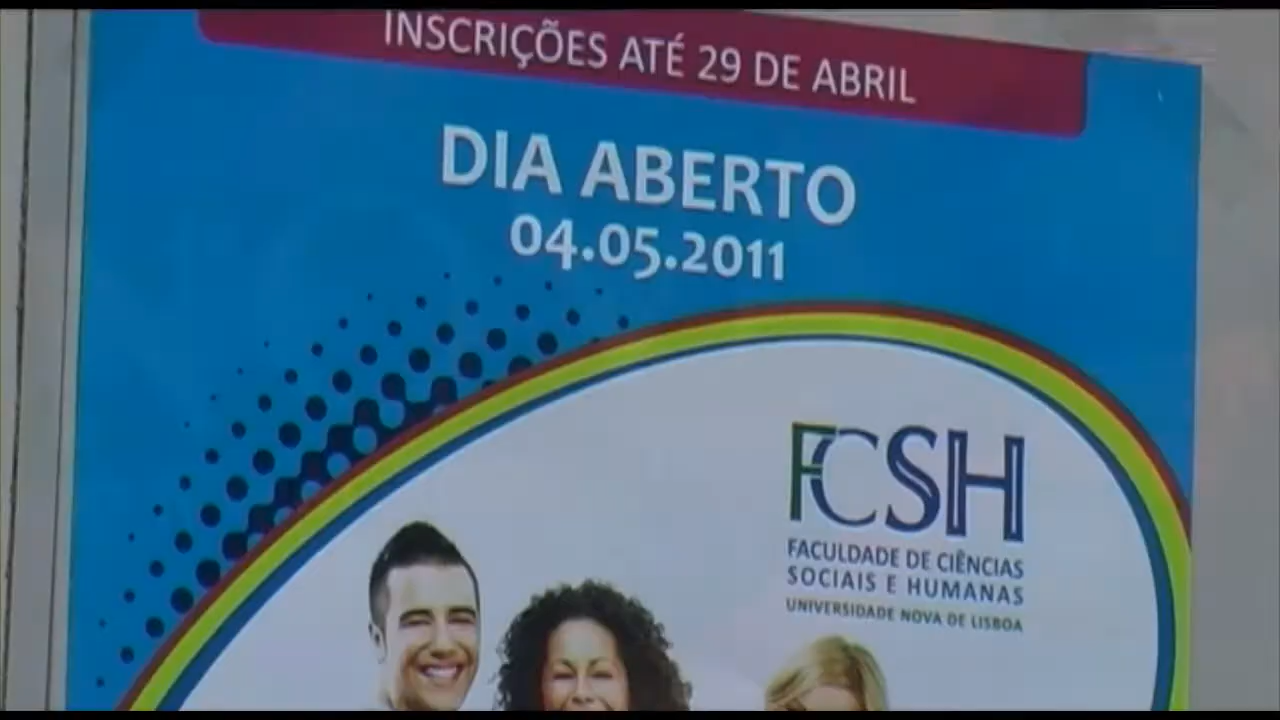 INSCRIÇÕES ATÉ 29 DE ABRIL
DIA ABERTO
04.05.2011
FCSH
FACULDADE DE CIÊNCIAS
SOCIAIS E HUMANAS
UNIVERSIDADE NOVA DE LISBOA